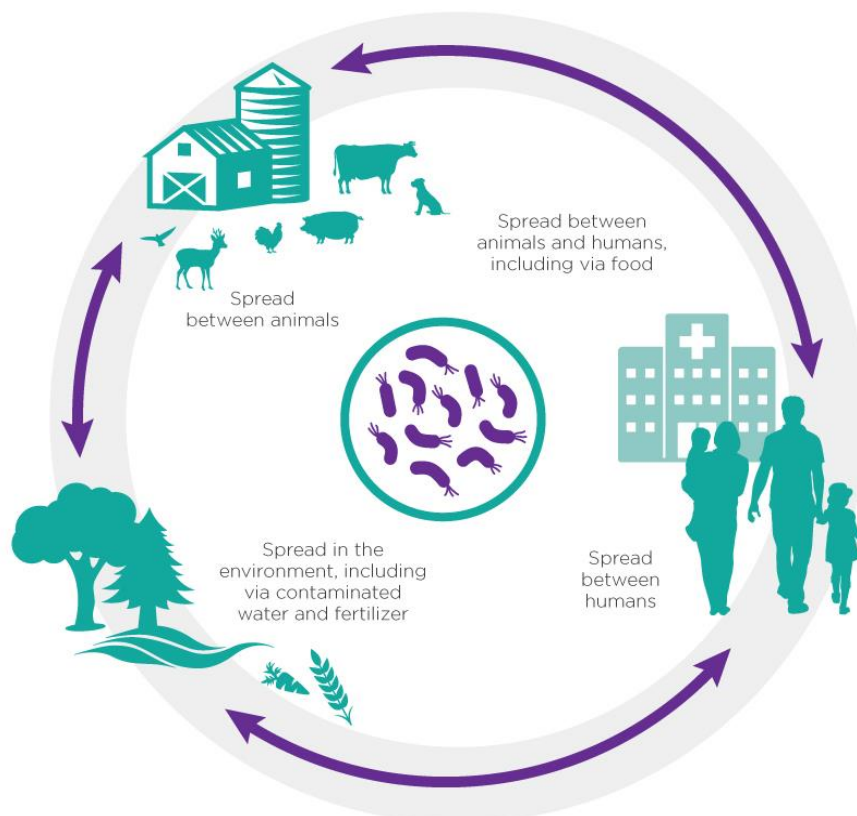 Spread between
animals and humans,
including via food
Spread
between animals
Spread in the
environment, including
via contaminated
water and fertilizer
Spread
between
humans